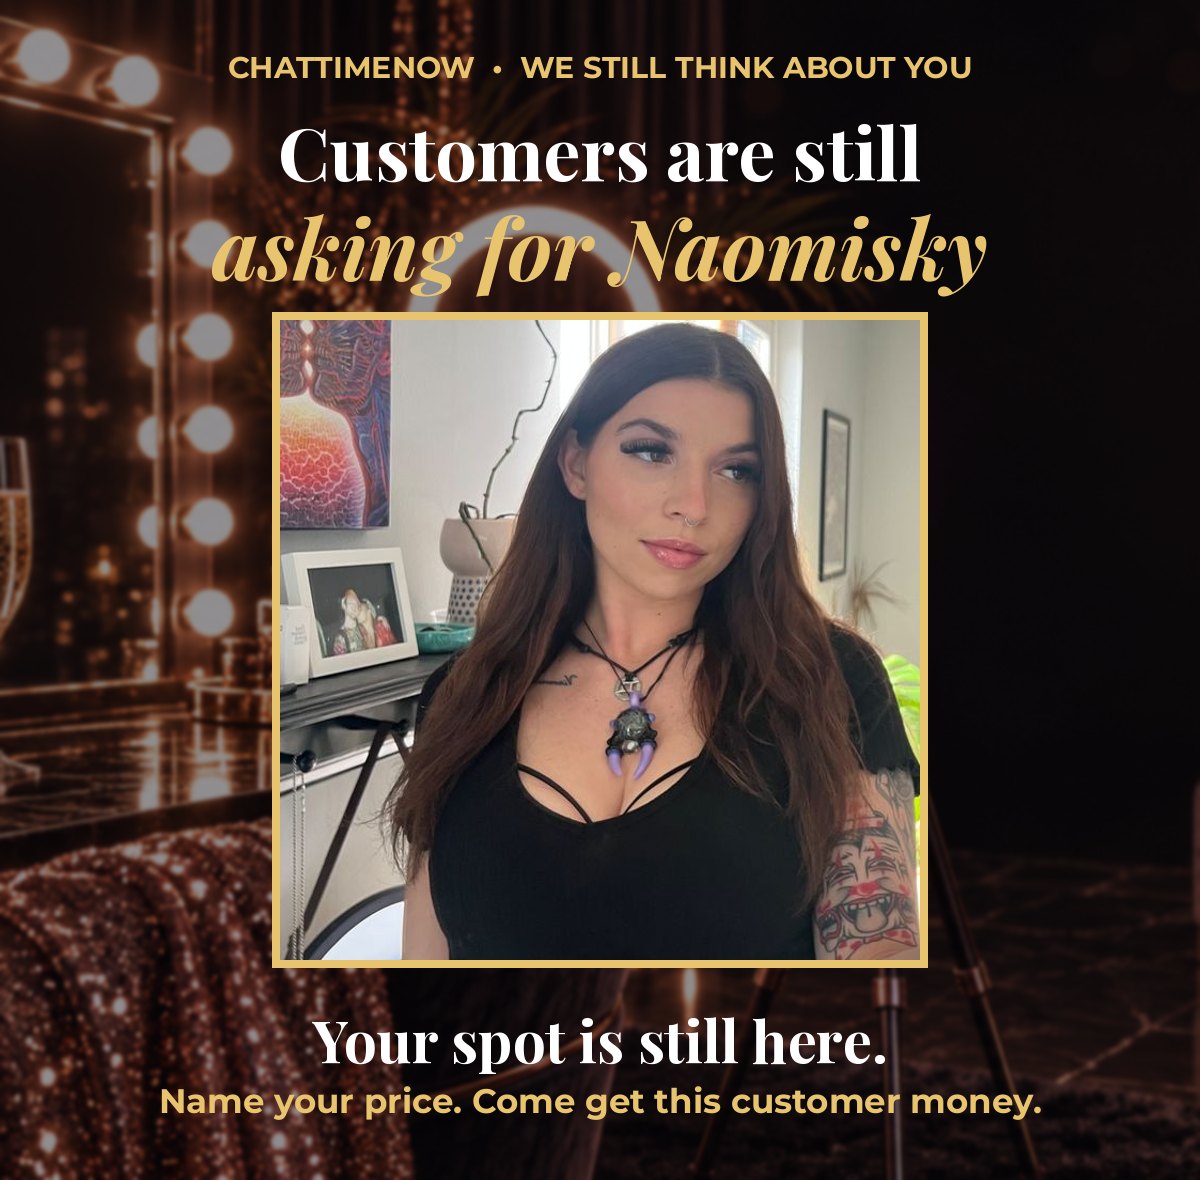 CHATTIMENOW • WE STILL THINK ABOUT YOU
Customers are still
asking for Naomisky
Your spot is still here.
Name your price. Come get this customer money.